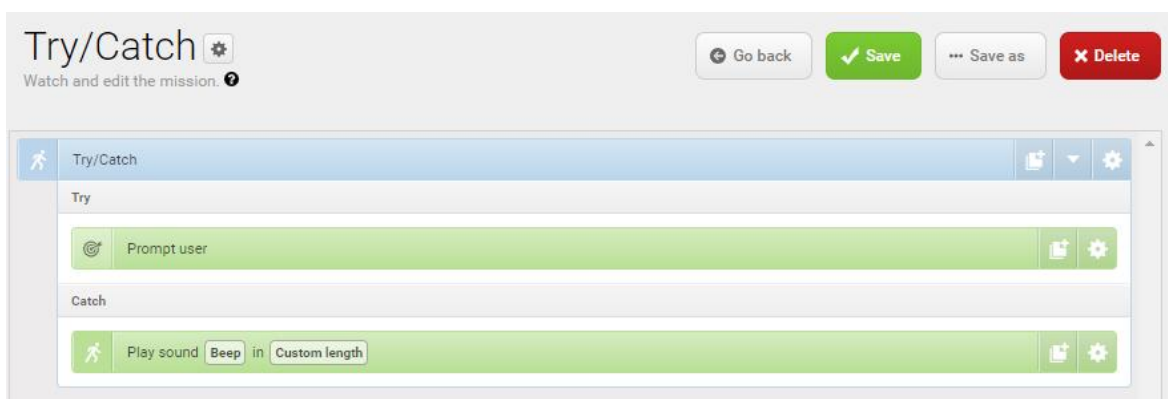 Try/Catch
Watch and edit the mission. ?
Go back
Save
••• Save as
Delete
Try/Catch
Try
Prompt user
Catch
Play sound Beep in Custom length